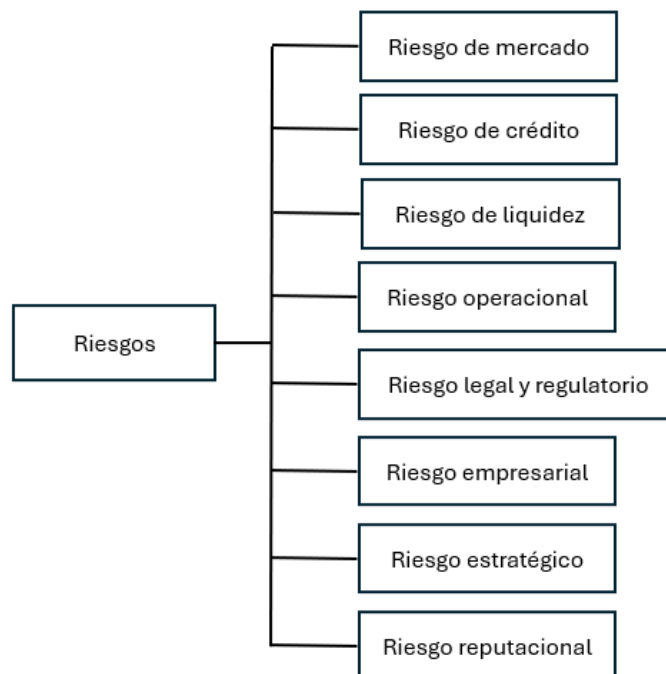 Riesgo de mercado
Riesgo de crédito
Riesgo de liquidez
Riesgo operacional
Riesgos
Riesgo legal y regulatorio
Riesgo empresarial
Riesgo estratégico
Riesgo reputacional